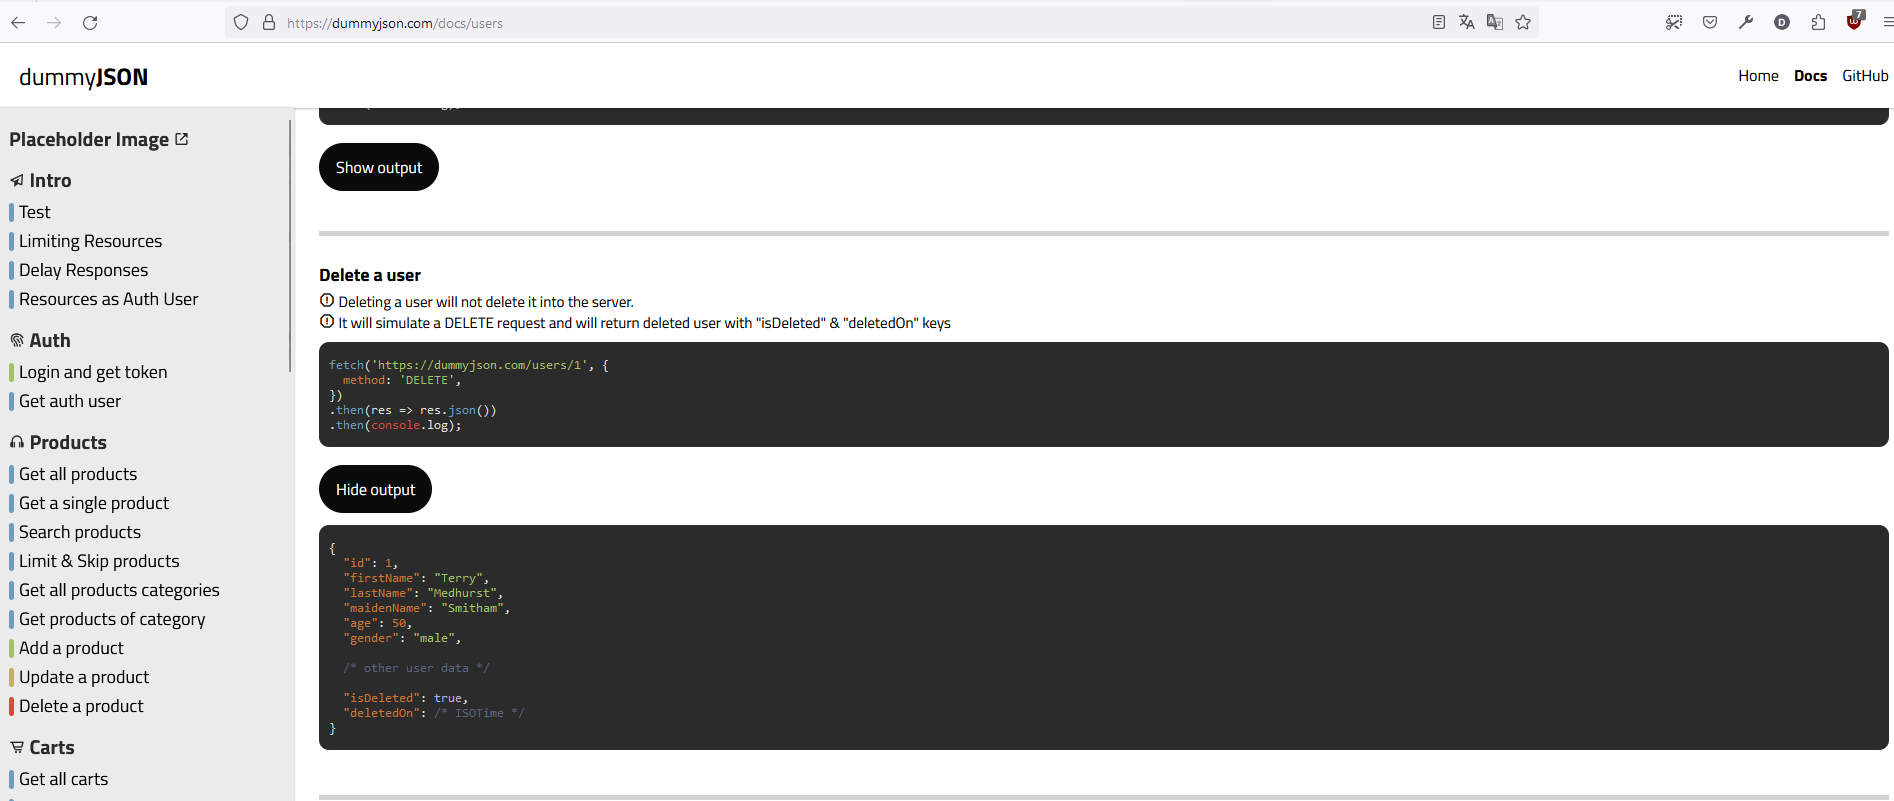 https://dummyjson.com/docs/users
7
dummyJSON
Home Docs GitHub
Placeholder Image
Intro
Test
Limiting Resources
Delay Responses
Resources as Auth User
Auth
Login and get token
Get auth user
Products
Get all products
Get a single product
Search products
Limit & Skip products
Get all products categories
Get products of category
Add a product
Update a product
Delete a product
Carts
Get all carts
Show output
Delete a user
Deleting a user will not delete it into the server.
It will simulate a DELETE request and will return deleted user with "isDeleted" & "deletedOn" keys
fetch('https://dummyjson.com/users/1', {
  method: 'DELETE',
})
.then(res => res.json())
.then(console.log);
Hide output
{
  "id": 1,
  "firstName": "Terry",
  "lastName": "Medhurst",
  "maidenName": "Smitham",
  "age": 50,
  "gender": "male",
  /* other user data */
  "isDeleted": true,
  "deletedOn": /* ISOTime */
}